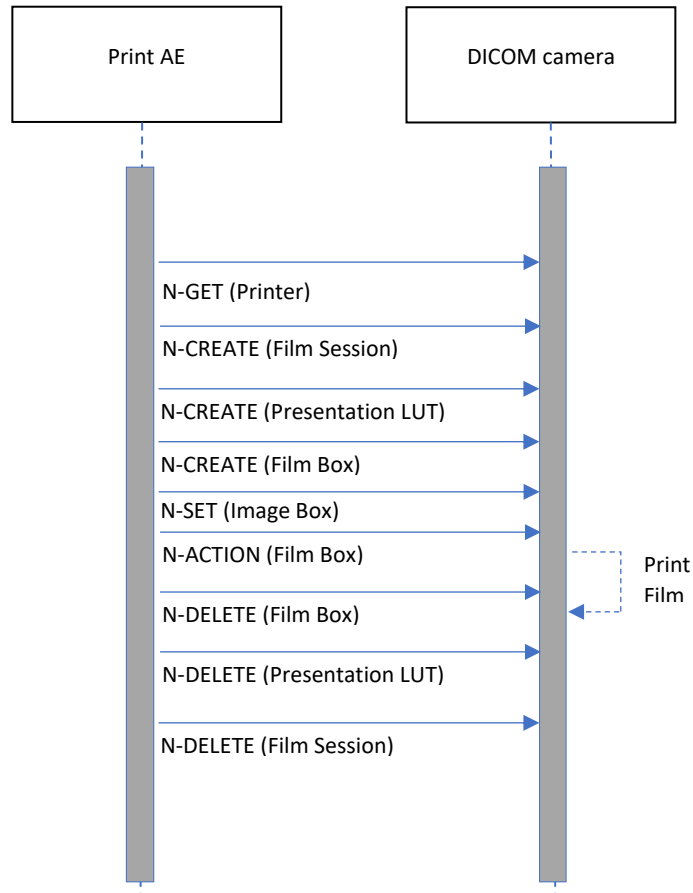 Print AE
DICOM camera
N-GET (Printer)
N-CREATE (Film Session)
N-CREATE (Presentation LUT)
N-CREATE (Film Box)
N-SET (Image Box)
N-ACTION (Film Box)
Print
Film
N-DELETE (Film Box)
N-DELETE (Presentation LUT)
N-DELETE (Film Session)